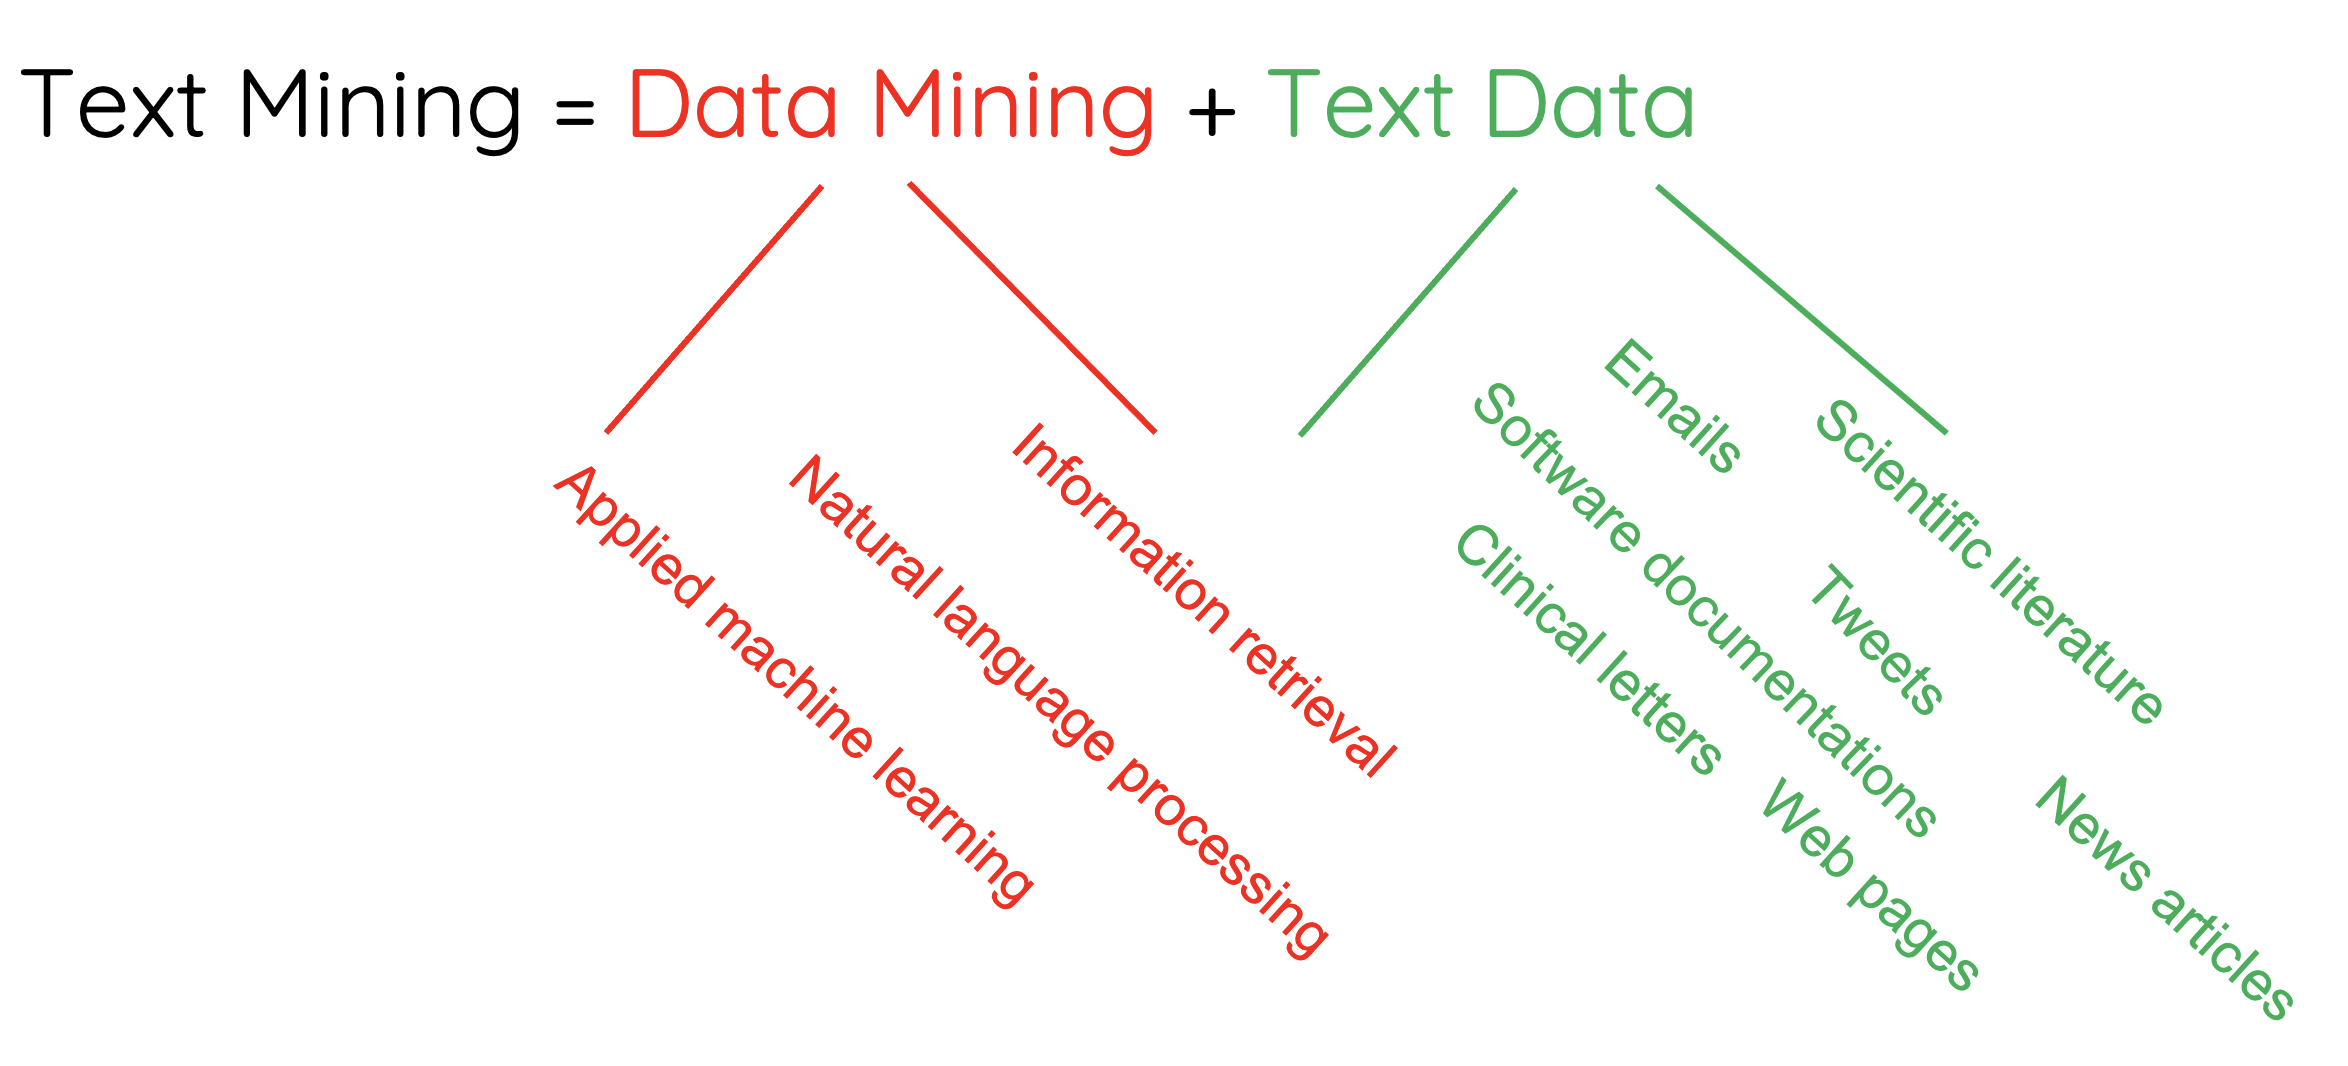 Text Mining = Data Mining + Text Data
Applied machine learning
Natural language processing
Information retrieval
Emails
Software documentations
Scientific literature
Clinical letters
Tweets
Web pages
News articles